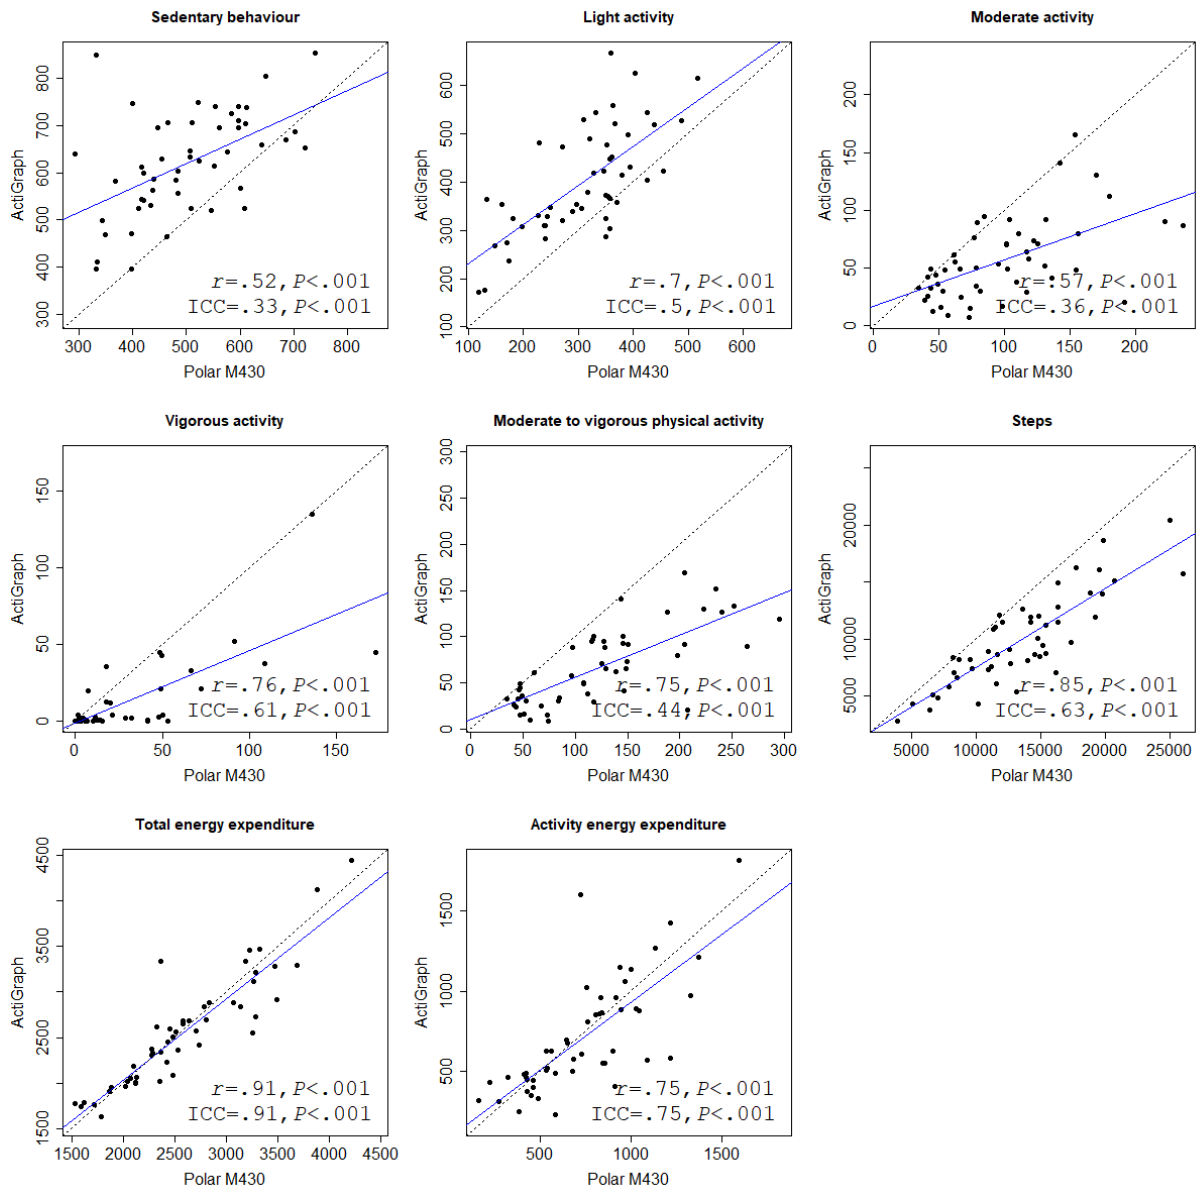 Sedentary behaviour
ActiGraph
800
700
600
500
400
300
r=.52, P<.001
ICC=.33, P<.001
300 400 500 600 700 800
Polar M430
Light activity
ActiGraph
600
500
400
300
200
100
r=.7, P<.001
ICC=.5, P<.001
100 200 300 400 500 600
Polar M430
Moderate activity
ActiGraph
200
150
100
50
0
r=.57, P<.001
ICC=.36, P<.001
0 50 100 150 200
Polar M430
Vigorous activity
ActiGraph
150
100
50
0
r=.76, P<.001
ICC=.61, P<.001
0 50 100 150
Polar M430
Moderate to vigorous physical activity
ActiGraph
300
250
200
150
100
50
0
r=.75, P<.001
ICC=.44, P<.001
0 50 100 150 200 250 300
Polar M430
Steps
ActiGraph
20000
10000
5000
r=.85, P<.001
ICC=.63, P<.001
5000 10000 15000 20000 25000
Polar M430
Total energy expenditure
ActiGraph
4500
3500
2500
1500
r=.91, P<.001
ICC=.91, P<.001
1500 2000 2500 3000 3500 4000 4500
Polar M430
Activity energy expenditure
ActiGraph
1500
1000
500
r=.75, P<.001
ICC=.75, P<.001
500 1000 1500
Polar M430